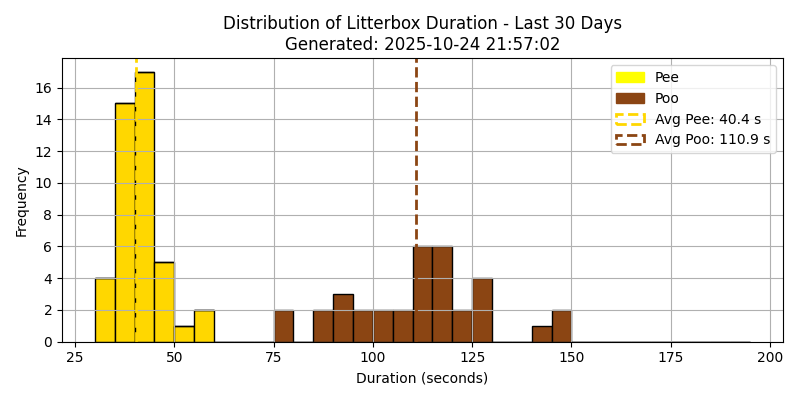 Distribution of Litterbox Duration - Last 30 Days
Generated: 2025-10-24 21:57:02
Pee
Poo
Avg Pee: 40.4 s
Avg Poo: 110.9 s
Frequency
16
14
12
10
8
6
4
2
0
25
50
75
100
125
150
175
200
Duration (seconds)